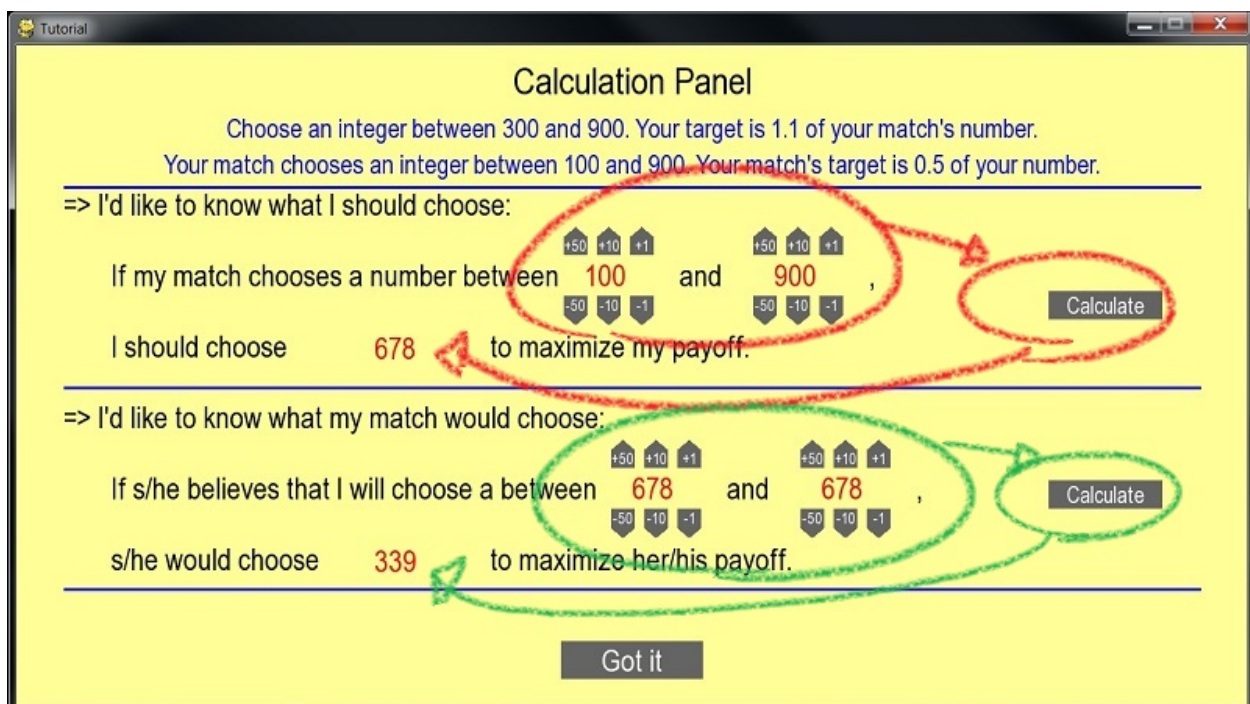 Tutorial
Calculation Panel
Choose an integer between 300 and 900. Your target is 1.1 of your match's number.
Your match chooses an integer between 100 and 900. Your match's target is 0.5 of your number.
=> I'd like to know what I should choose:
+50 +10 +1 +50 +10 +1
If my match chooses a number between 100 and 900 ,
-50 -10 -1 -50 -10 -1
Calculate
I should choose 678 to maximize my payoff.
=> I'd like to know what my match would choose:
+50 +10 +1 +50 +10 +1
If s/he believes that I will choose a between 678 and 678 ,
Calculate
-50 -10 -1 -50 -10 -1
s/he would choose 339 to maximize her/his payoff.
Got it